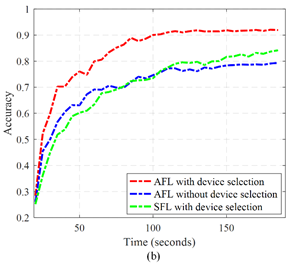 1
0.9
0.8
0.7
0.6
0.5
0.4
0.3
0.2
Accuracy
AFL with device selection
AFL without device selection
SFL with device selection
50 100 150
Time (seconds)
(b)